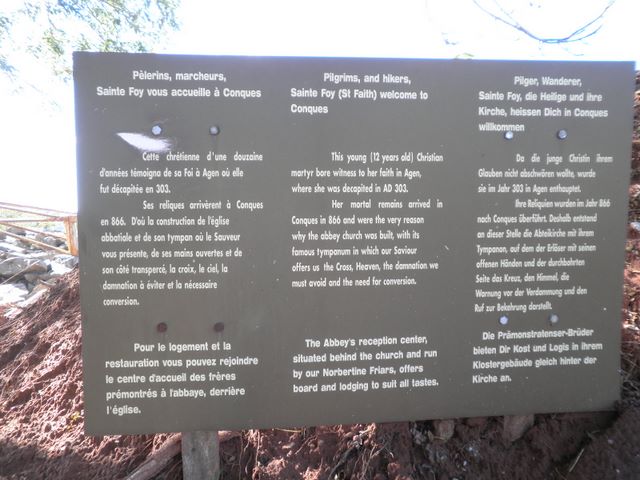 Pèlerins, marcheurs,
Sainte Foy vous accueille à Conques
Cette chrétienne d'une douzaine
d'années témoigna de sa Foi à Agen où elle
fut décapitée en 303.
Ses reliques arrivèrent à Conques
en 866. D'où la construction de l'église
abbatiale et de son tympan où le Sauveur
vous présente, de ses mains ouvertes et de
son côté transpercé, la croix, le ciel, la
damnation à éviter et la nécessaire
conversion.
Pour le logement et la
restauration vous pouvez rejoindre
le centre d'accueil des frères
prémontrés à l'abbaye, derrière
l'église.
Pilgrims, and hikers,
Sainte Foy (St Faith) welcome to
Conques
This young (12 years old) Christian
martyr bore witness to her faith in Agen,
where she was decapited in AD 303.
Her mortal remains arrived in
Conques in 866 and were the very reason
why the abbey church was built, with its
famous tympanum in which our Saviour
offers us the Cross, Heaven, the damnation we
must avoid and the need for conversion.
The Abbey's reception center,
situated behind the church and run
by our Norbertine Friars, offers
board and lodging to suit all tastes.
Pilger, Wanderer,
Sainte Foy, die Heilige und ihre
Kirche, heissen Dich in Conques
willkommen
Da die junge Christin ihrem
Glauben nicht abschwören wollte, wurde
sie im Jahr 303 in Agen enthauptet.
Ihre Reliquien wurden im Jahr 866
nach Conques überführt. Deshalb entstand
an dieser Stelle die Abteikirche mit ihrem
Tympanon, auf dem der Erlöser mit seinen
offenen Händen und der durchbohrten
Seite das Kreuz, den Himmel, die
Warnung vor der Verdammung und den
Ruf zur Bekehrung darstellt.
Die Prämonstratenser-Brüder
bieten Dir Kost und Logis in ihrem
Klostergebäude gleich hinter der
Kirche an.